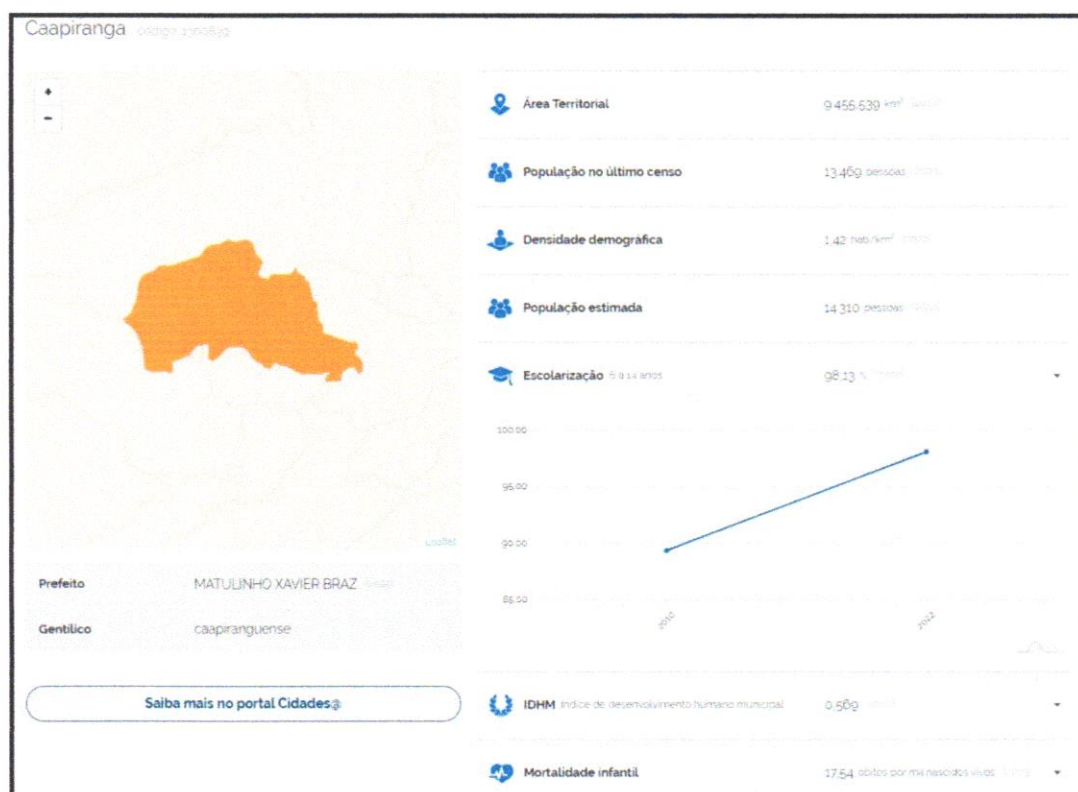 Caapiranga
+
−
Área Territorial 9.455,539 km²
População no último censo 13.469 pessoas
Densidade demográfica 1,42 hab/km²
População estimada 14.310 pessoas
Escolarização 6 a 14 anos 98,13 %
100,00
95,00
90,00
85,00
2010 2022
Leaflet
Prefeito MATULINHO XAVIER BRAZ
Gentílico caapiranguense
Saiba mais no portal Cidades@
IDHM Índice de desenvolvimento humano municipal 0,569
Mortalidade infantil 17,54 óbitos por mil nascidos vivos